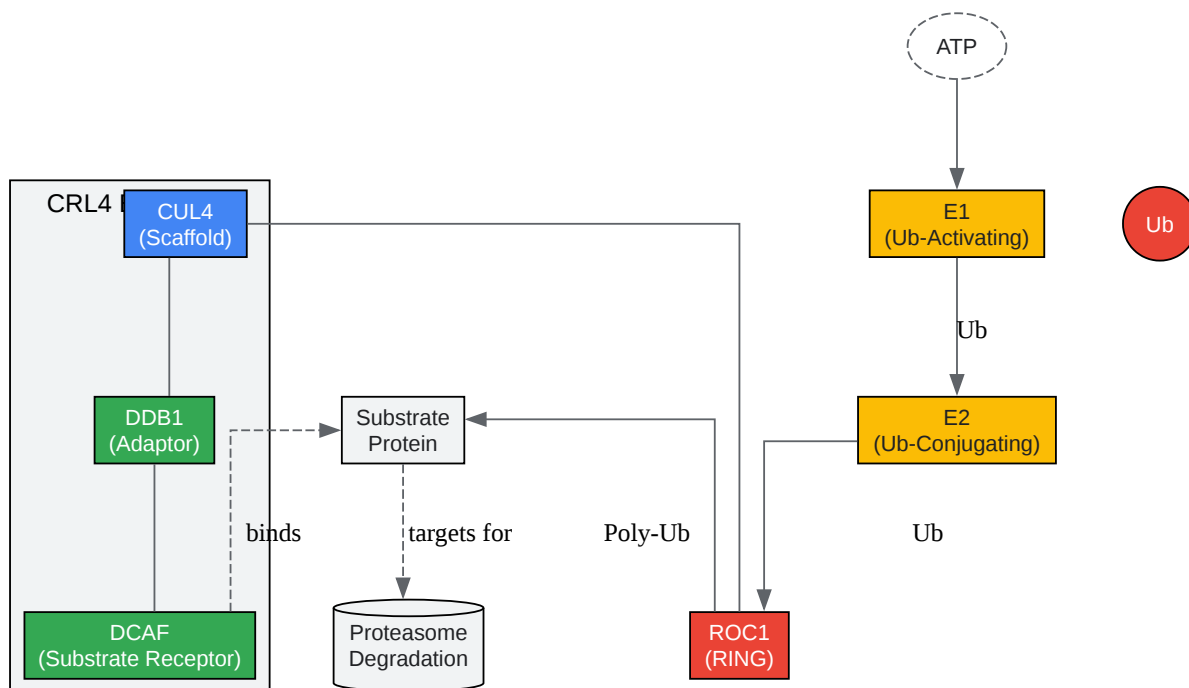 ATP
CRL4
CUL4
(Scaffold)
E1
(Ub-Activating)
Ub
Ub
DDB1
(Adaptor)
Substrate
Protein
E2
(Ub-Conjugating)
binds
targets for
Poly-Ub
Ub
DCAF
(Substrate Receptor)
Proteasome
Degradation
ROC1
(RING)